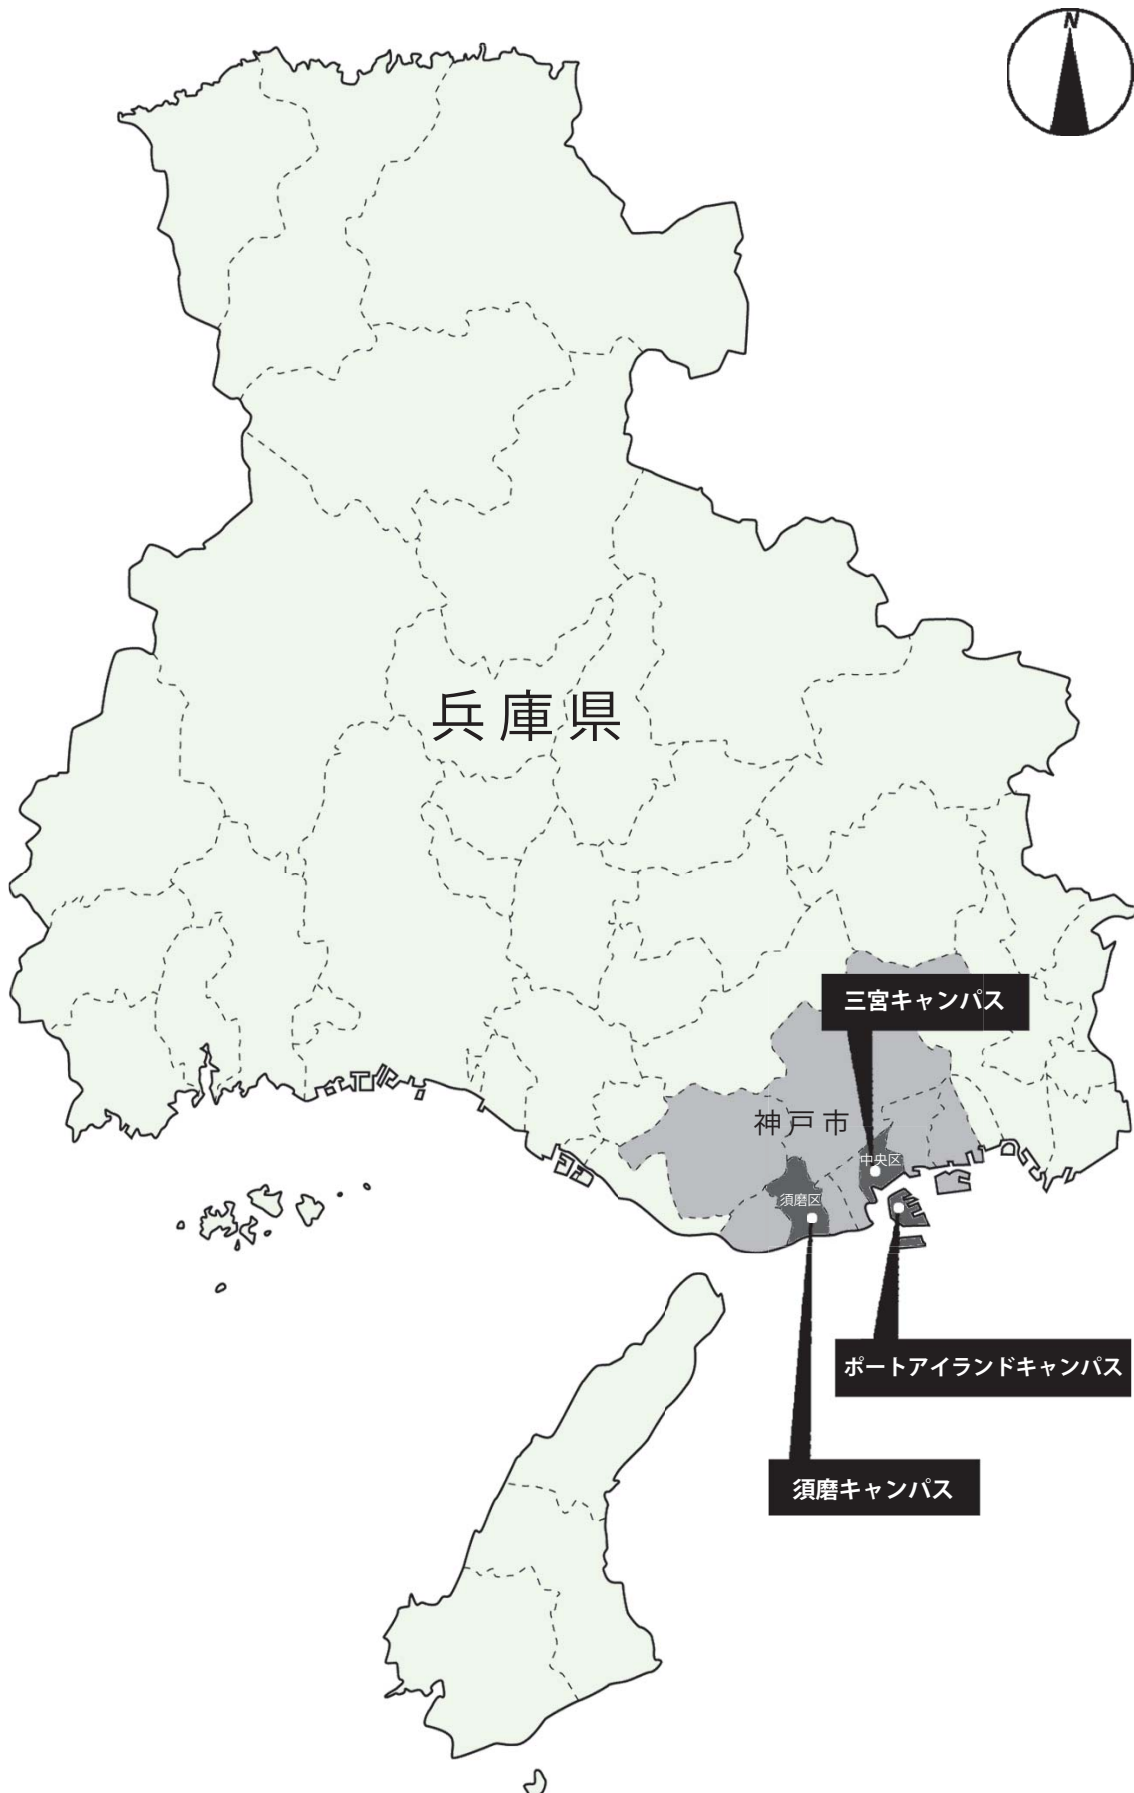 N
兵庫県
三宮キャンパス
神戸市
中央区
須磨区
ポートアイランドキャンパス
須磨キャンパス